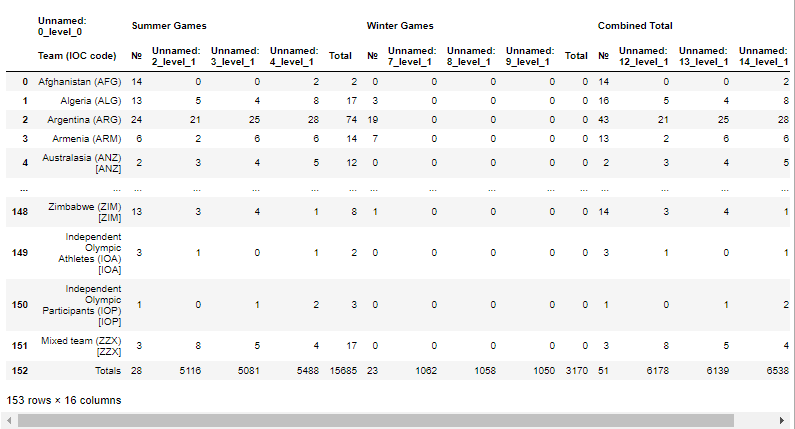 Unnamed: 0_level_0 Summer Games Winter Games Combined Total
Team (IOC code) № Unnamed: 2_level_1 Unnamed: 3_level_1 Unnamed: 4_level_1 Total № Unnamed: 7_level_1 Unnamed: 8_level_1 Unnamed: 9_level_1 Total № Unnamed: 12_level_1 Unnamed: 13_level_1 Unnamed: 14_level_1
0 Afghanistan (AFG) 14 0 0 2 2 0 0 0 0 0 14 0 0 2
1 Algeria (ALG) 13 5 4 8 17 3 0 0 0 0 16 5 4 8
2 Argentina (ARG) 24 21 25 28 74 19 0 0 0 0 43 21 25 28
3 Armenia (ARM) 6 2 6 6 14 7 0 0 0 0 13 2 6 6
4 Australasia (ANZ) [ANZ] 2 3 4 5 12 0 0 0 0 0 2 3 4 5
... ... ... ... ... ... ... ... ... ... ... ... ... ... ... ...
148 Zimbabwe (ZIM) [ZIM] 13 3 4 1 8 1 0 0 0 0 14 3 4 1
149 Independent Olympic Athletes (IOA) [IOA] 3 1 0 1 2 0 0 0 0 0 3 1 0 1
150 Independent Olympic Participants (IOP) [IOP] 1 0 1 2 3 0 0 0 0 0 1 0 1 2
151 Mixed team (ZZX) [ZZX] 3 8 5 4 17 0 0 0 0 0 3 8 5 4
152 Totals 28 5116 5081 5488 15685 23 1062 1058 1050 3170 51 6178 6139 6538
153 rows × 16 columns